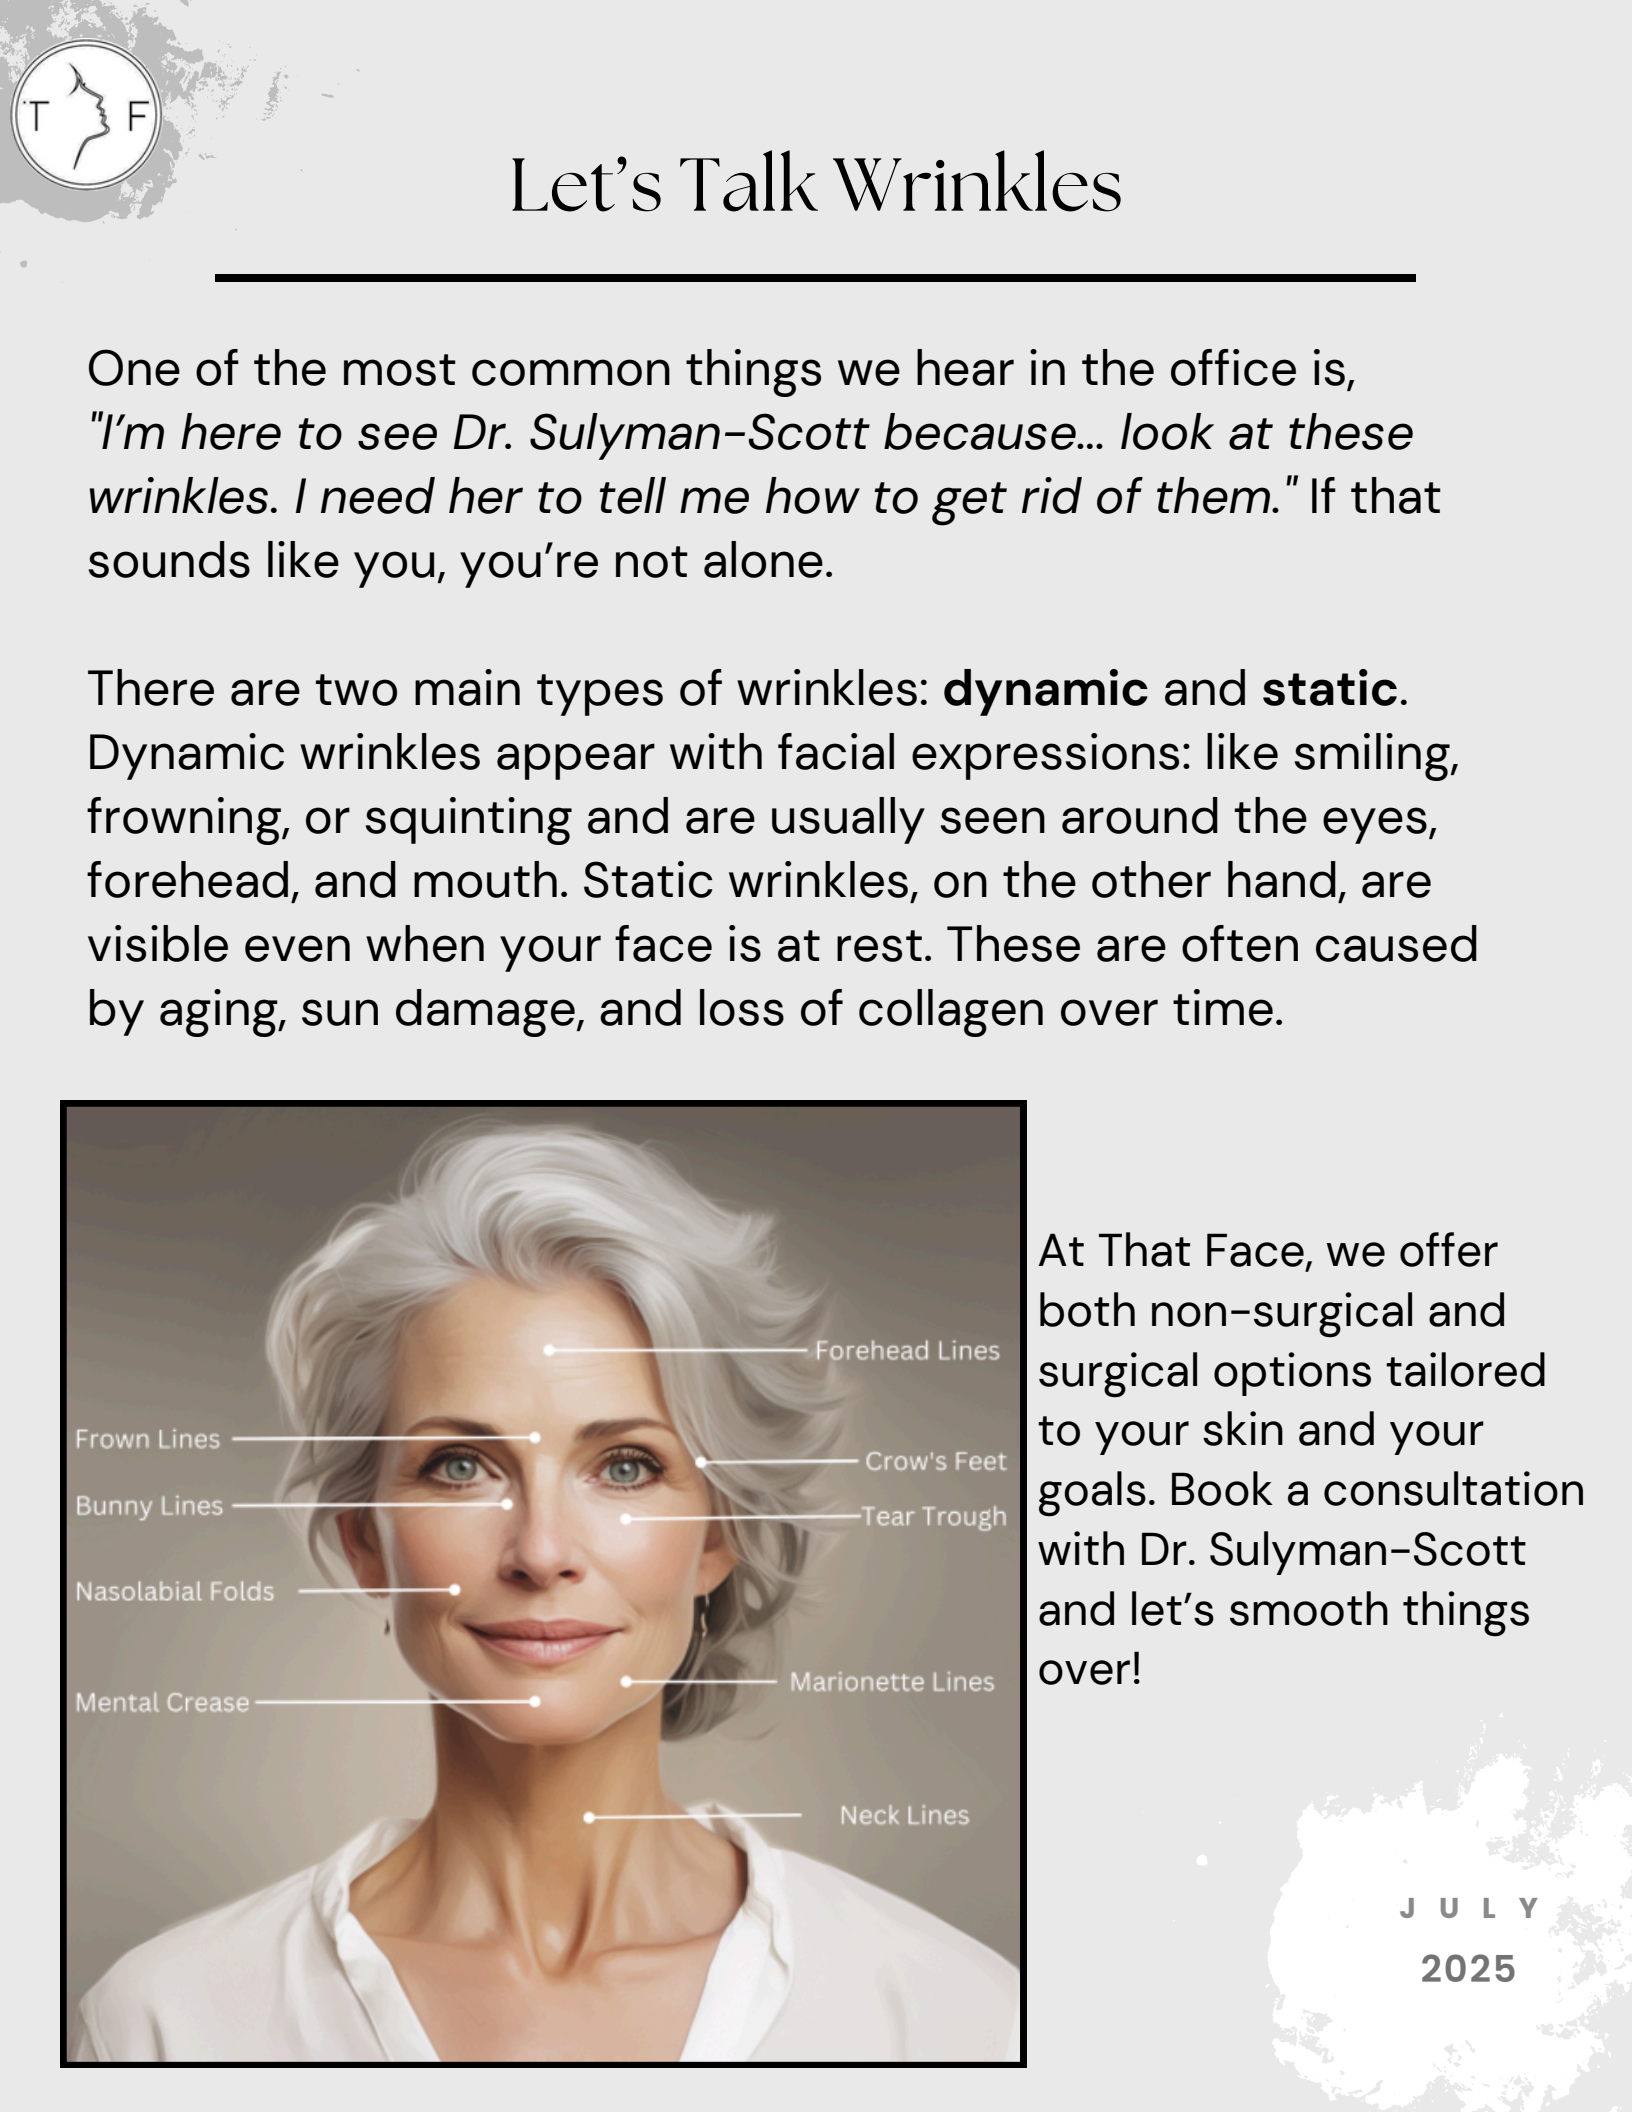 T F
Let’s Talk Wrinkles
One of the most common things we hear in the office is,
"I’m here to see Dr. Sulyman-Scott because... look at these
wrinkles. I need her to tell me how to get rid of them." If that
sounds like you, you’re not alone.
There are two main types of wrinkles: dynamic and static.
Dynamic wrinkles appear with facial expressions: like smiling,
frowning, or squinting and are usually seen around the eyes,
forehead, and mouth. Static wrinkles, on the other hand, are
visible even when your face is at rest. These are often caused
by aging, sun damage, and loss of collagen over time.
Forehead Lines
Frown Lines
Crow's Feet
Bunny Lines
Tear Trough
Nasolabial Folds
Marionette Lines
Mental Crease
Neck Lines
At That Face, we offer
both non-surgical and
surgical options tailored
to your skin and your
goals. Book a consultation
with Dr. Sulyman-Scott
and let’s smooth things
over!
JULY
2025